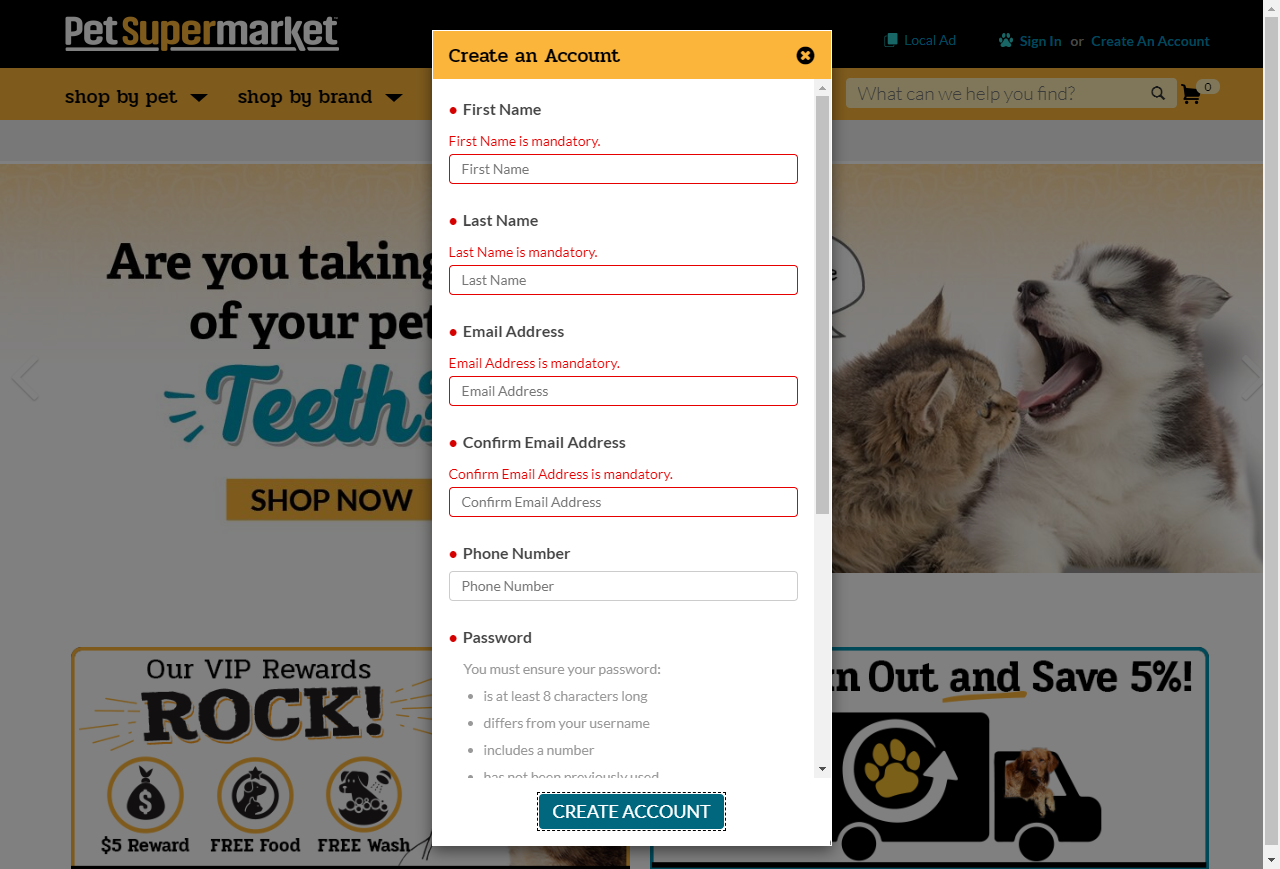 PetSupermarket
Local Ad
Sign In or Create An Account
shop by pet
shop by brand
What can we help you find?
0
Create an Account
• First Name
First Name is mandatory.
First Name
• Last Name
Last Name is mandatory.
Last Name
• Email Address
Email Address is mandatory.
Email Address
• Confirm Email Address
Confirm Email Address is mandatory.
Confirm Email Address
• Phone Number
Phone Number
• Password
You must ensure your password:
• is at least 8 characters long
• differs from your username
• includes a number
• has not been previously used
CREATE ACCOUNT
Are you taking
of your pet
Teeth?
SHOP NOW
Our VIP Rewards
ROCK!
$5 Reward
FREE Food
FREE Wash
Out and Save 5%!